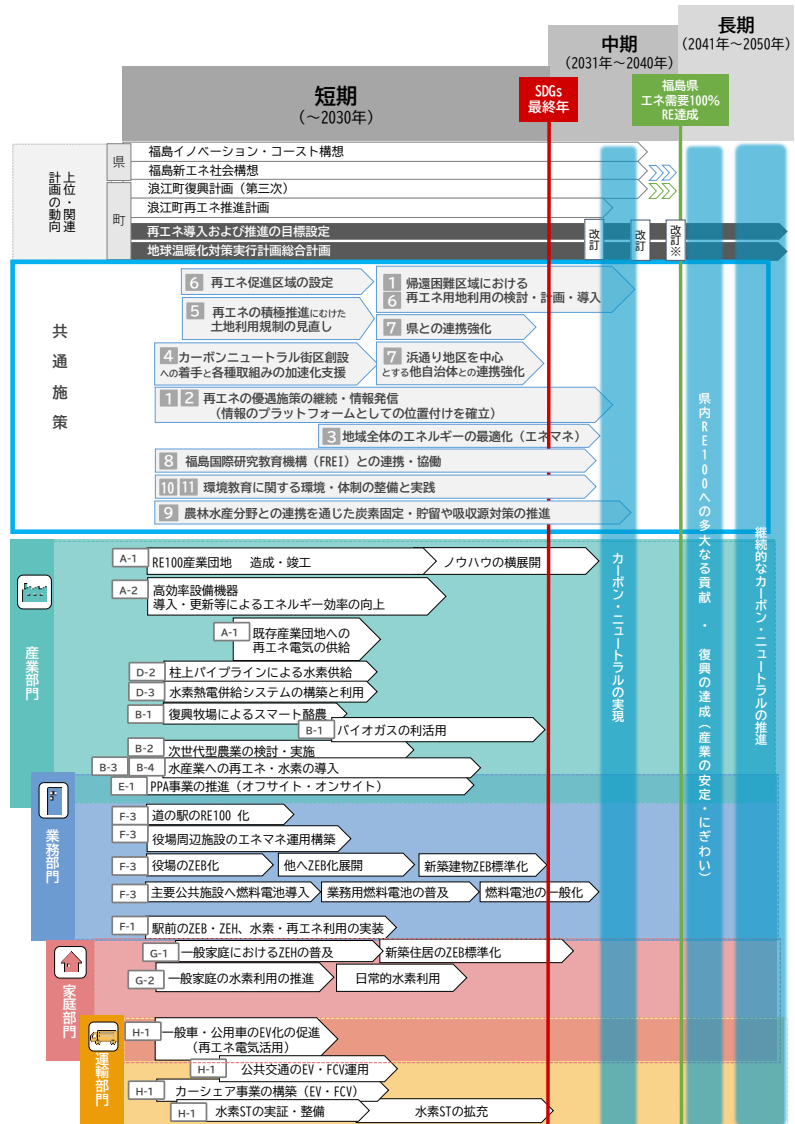 長期
（2041年～2050年）
中期
（2031年～2040年）
短期
（～2030年）
SDGs
最終年
福島県
エネ需要100%
RE達成
上位・関連
計画の動向
県
福島イノベーション・コースト構想
福島新エネ社会構想
町
浪江町復興計画（第三次）
浪江町再エネ推進計画
再エネ導入および推進の目標設定
地球温暖化対策実行計画総合計画
改訂
改訂
改訂※
共通施策
6 再エネ促進区域の設定
1 帰還困難区域における
6 再エネ用地利用の検討・計画・導入
5 再エネの積極推進にむけた
土地利用規制の見直し
7 県との連携強化
4 カーボンニュートラル街区創設
への着手と各種取組みの加速化支援
7 浜通り地区を中心
とする他自治体との連携強化
1 2 再エネの優遇施策の継続・情報発信
（情報のプラットフォームとしての位置付けを確立）
3 地域全体のエネルギーの最適化（エネマネ）
8 福島国際研究教育機構（FREI）との連携・協働
10 11 環境教育に関する環境・体制の整備と実践
9 農林水産分野との連携を通じた炭素固定・貯留や吸収源対策の推進
カーボン・ニュートラルの実現
県内RE100への多大なる貢献 ・ 復興の達成（産業の安定・にぎわい）
継続的なカーボン・ニュートラルの推進
産業部門
A-1 RE100産業団地 造成・竣工
ノウハウの横展開
A-2 高効率設備機器
導入・更新等によるエネルギー効率の向上
A-1 既存産業団地への
再エネ電気の供給
D-2 柱上パイプラインによる水素供給
D-3 水素熱電併給システムの構築と利用
B-1 復興牧場によるスマート酪農
B-1 バイオガスの利活用
B-2 次世代型農業の検討・実施
B-3 B-4 水産業への再エネ・水素の導入
E-1 PPA事業の推進（オフサイト・オンサイト）
業務部門
F-3 道の駅のRE100 化
F-3 役場周辺施設のエネマネ運用構築
F-3 役場のZEB化
他へZEB化展開
新築建物ZEB標準化
F-3 主要公共施設へ燃料電池導入
業務用燃料電池の普及
燃料電池の一般化
F-1 駅前のZEB・ZEH、水素・再エネ利用の実装
家庭部門
G-1 一般家庭におけるZEHの普及
新築住居のZEB標準化
G-2 一般家庭の水素利用の推進
日常的水素利用
運輸部門
H-1 一般車・公用車のEV化の促進
（再エネ電気活用）
H-1 公共交通のEV・FCV運用
H-1 カーシェア事業の構築（EV・FCV）
H-1 水素STの実証・整備
水素STの拡充